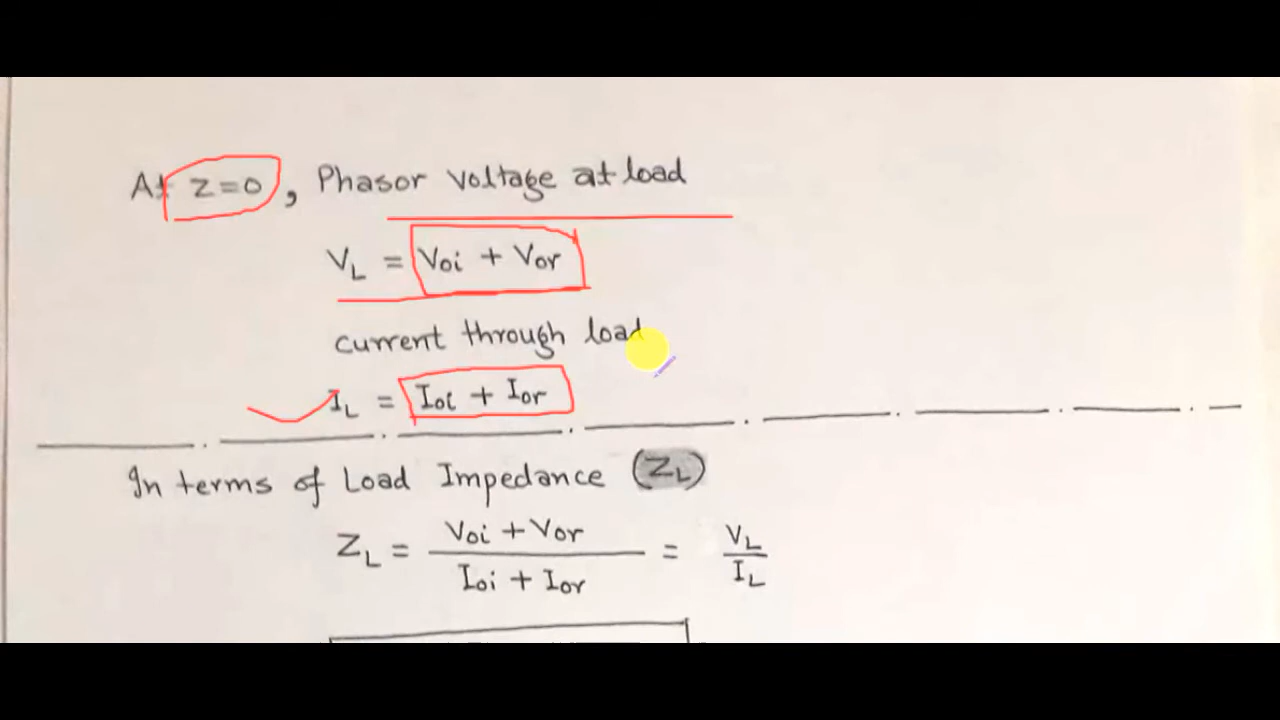 At z=0, Phasor voltage at load
VL = Voi + Vor
current through load
IL = Ioi + Ior
In terms of Load Impedance (ZL)
ZL = Voi + Vor / Ioi + Ior = VL / IL